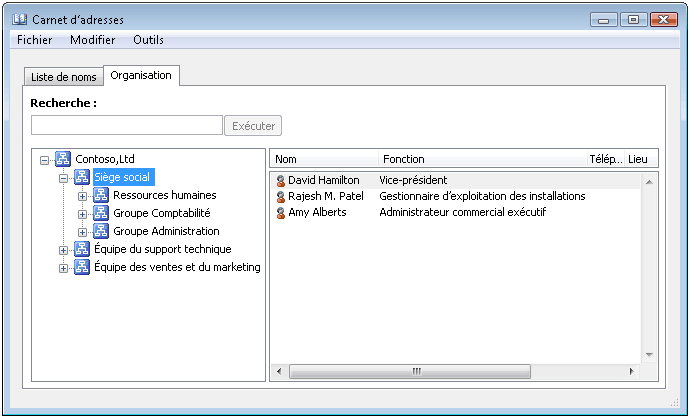 Carnet d'adresses
Fichier Modifier Outils
Liste de noms Organisation
Recherche :
Exécuter
Contoso,Ltd
Siège social
Ressources humaines
Groupe Comptabilité
Groupe Administration
Équipe du support technique
Équipe des ventes et du marketing
Nom Fonction Télép... Lieu
David Hamilton Vice-président
Rajesh M. Patel Gestionnaire d'exploitation des installations
Amy Alberts Administrateur commercial exécutif